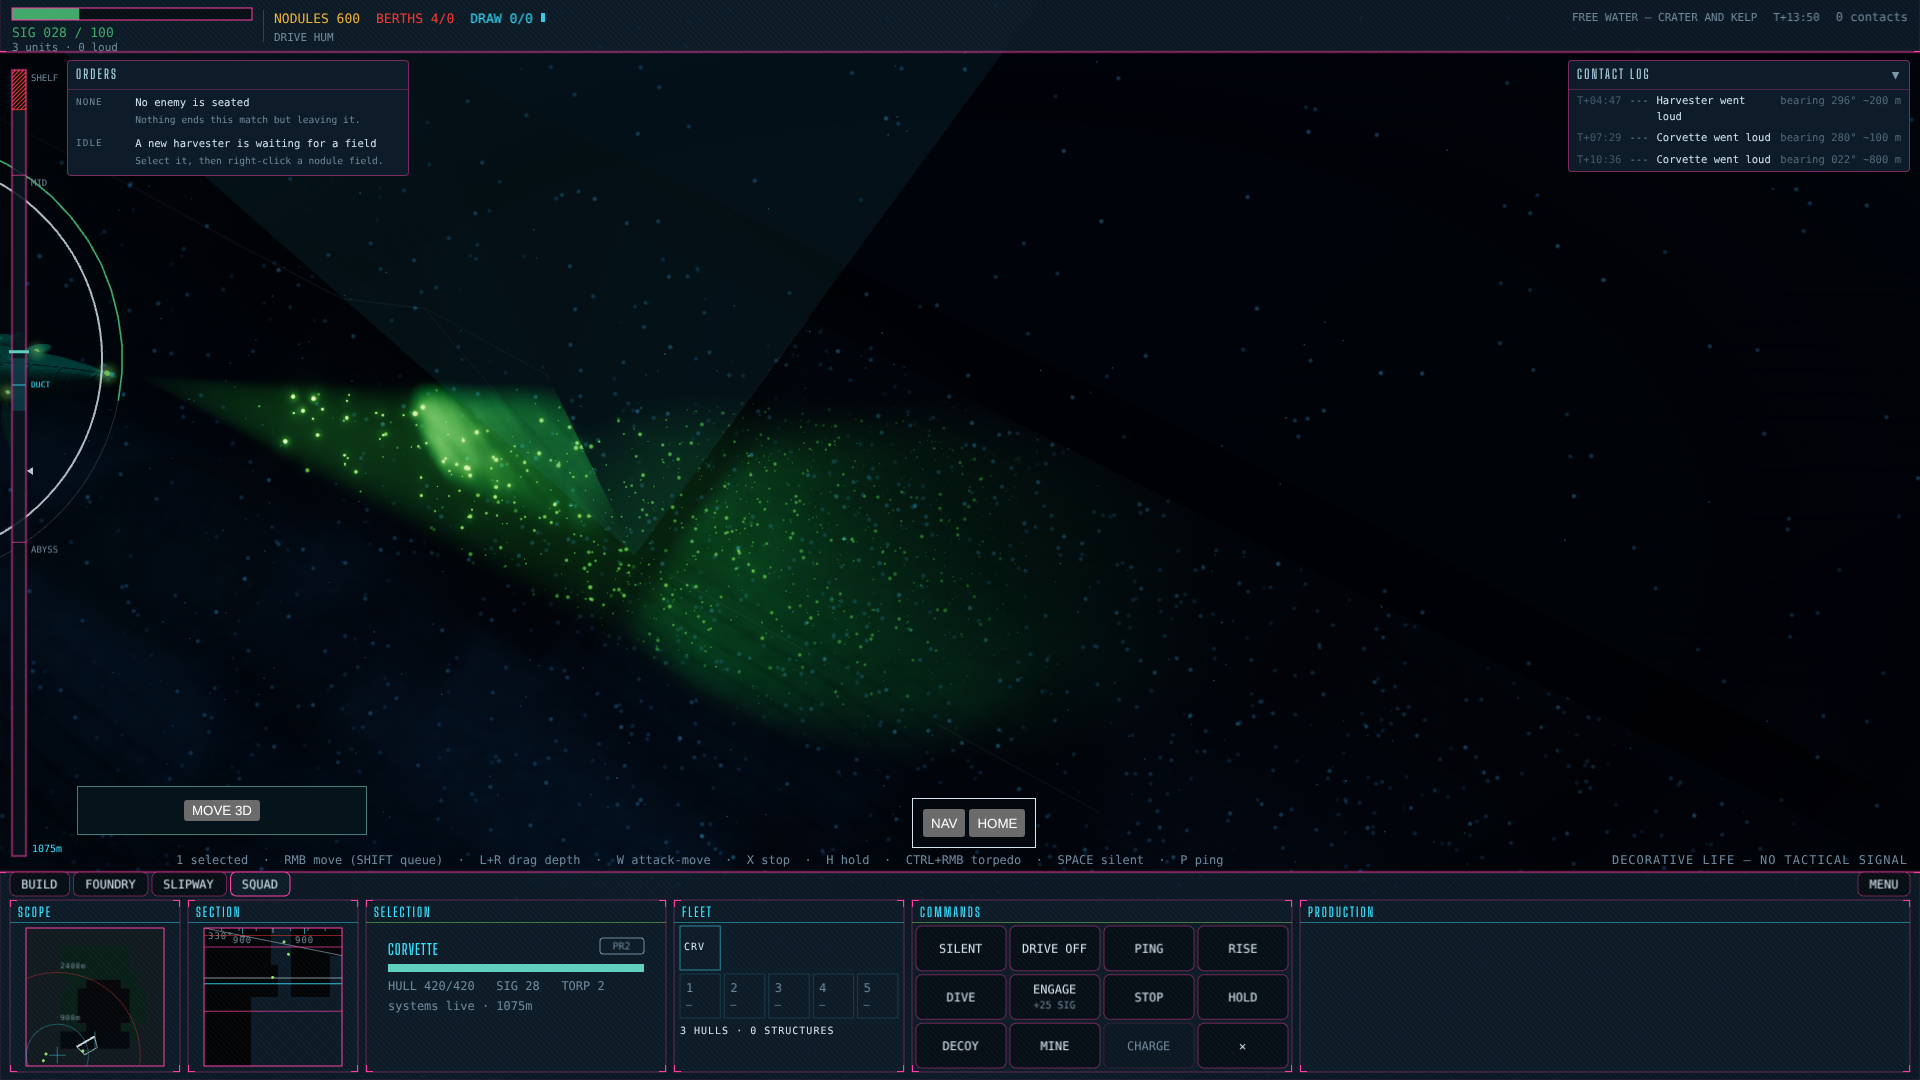 SIG 028 / 100
3 units · 0 loud
NODULES 600 BERTHS 4/0 DRAW 0/0
DRIVE HUM
FREE WATER — CRATER AND KELP T+13:50 0 contacts
SHELF
MID
DUCT
ABYSS
1075m
ORDERS
NONE No enemy is seated
Nothing ends this match but leaving it.
IDLE A new harvester is waiting for a field
Select it, then right-click a nodule field.
CONTACT LOG ▼
T+04:47 --- Harvester went loud bearing 296° ~200 m
T+07:29 --- Corvette went loud bearing 280° ~100 m
T+10:36 --- Corvette went loud bearing 022° ~800 m
MOVE 3D
NAV HOME
1 selected · RMB move (SHIFT queue) · L+R drag depth · W attack-move · X stop · H hold · CTRL+RMB torpedo · SPACE silent · P ping
DECORATIVE LIFE — NO TACTICAL SIGNAL
BUILD FOUNDRY SLIPWAY SQUAD MENU
SCOPE
2400m
900m
SECTION
330°
900 900
SELECTION
CORVETTE PR2
HULL 420/420 SIG 28 TORP 2
systems live · 1075m
FLEET
CRV
1 2 3 4 5
— — — — —
3 HULLS · 0 STRUCTURES
COMMANDS
SILENT DRIVE OFF PING RISE
DIVE ENGAGE STOP HOLD
+25 SIG
DECOY MINE CHARGE ×
PRODUCTION